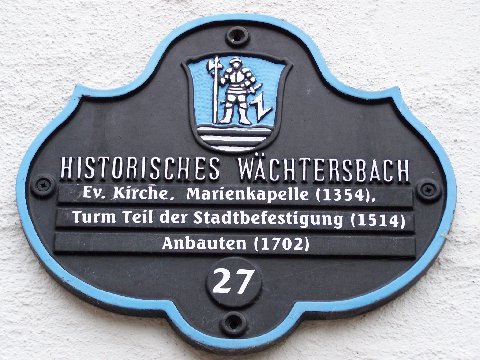 HISTORISCHES WÄCHTERSBACH
Ev. Kirche, Marienkapelle (1354),
Turm Teil der Stadtbefestigung (1514)
Anbauten (1702)
27